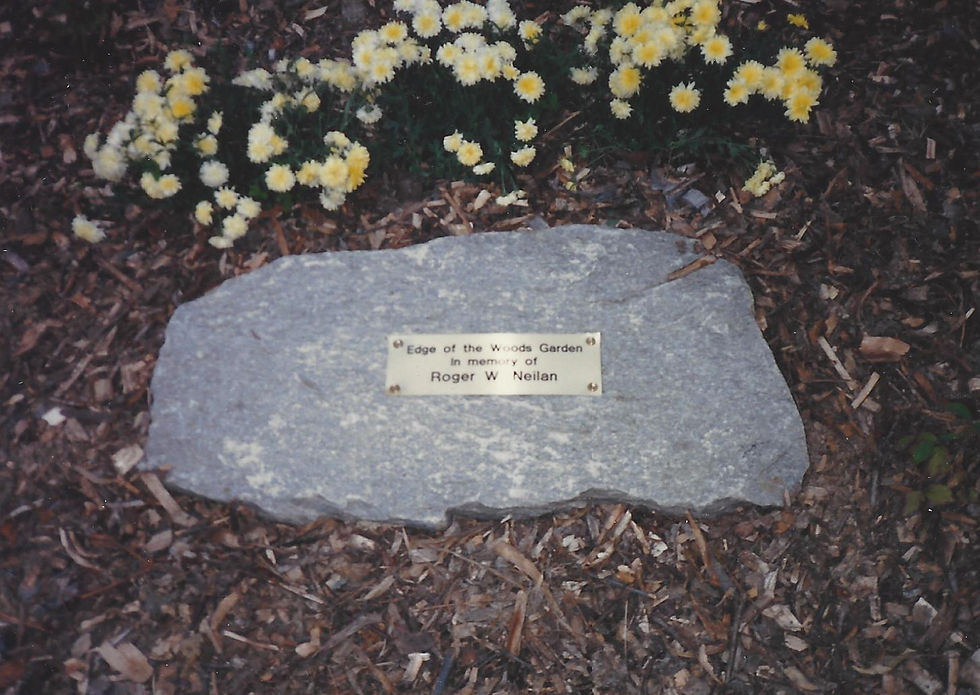 Edge of the Woods Garden
In memory of
Roger W Neilan